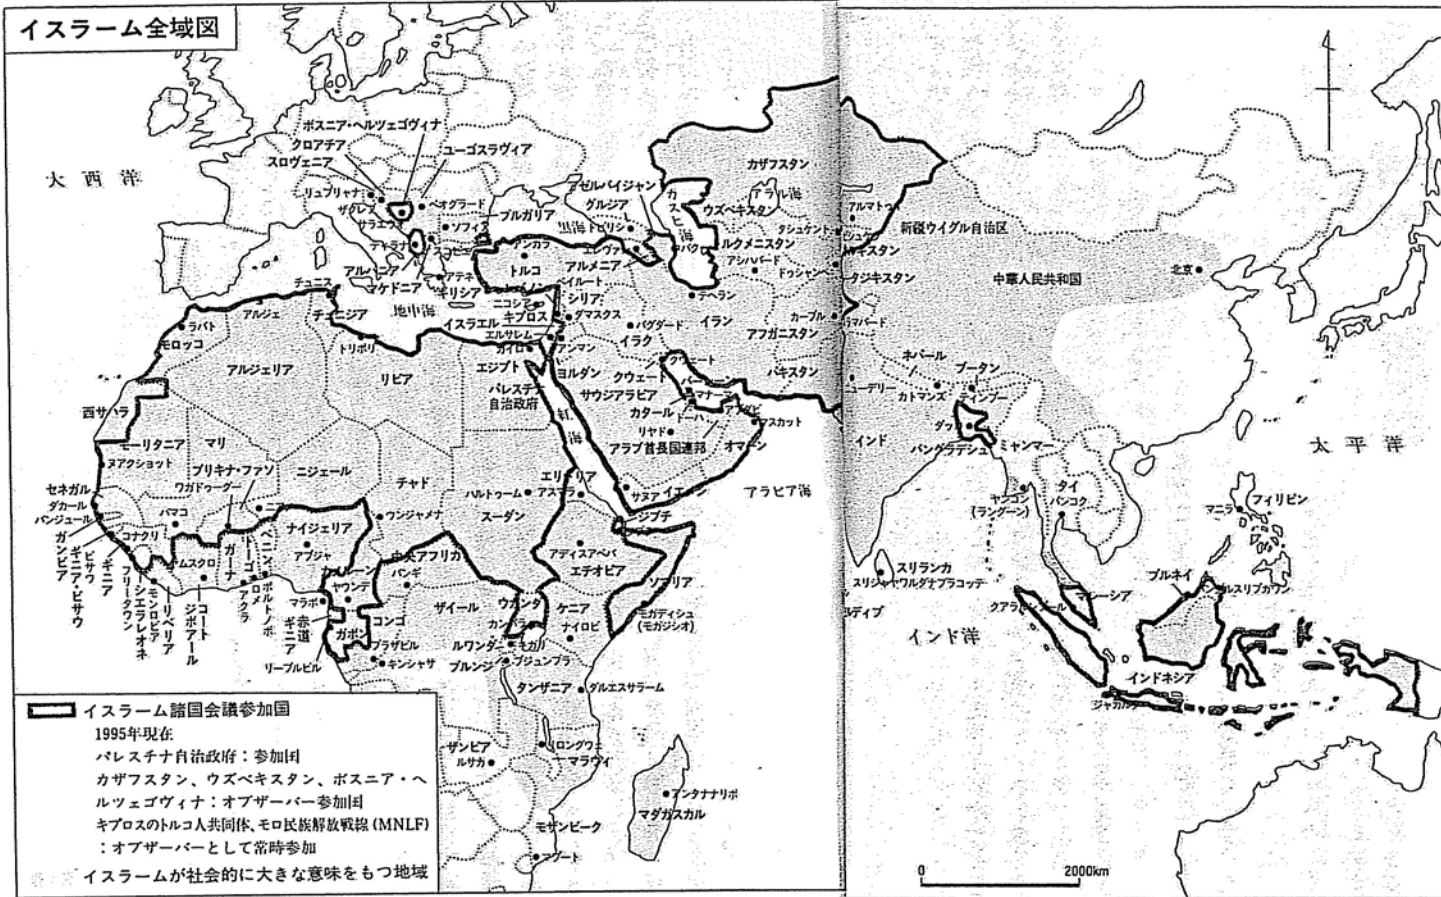 イスラーム全域図
大西洋
ボスニア・ヘルツェゴヴィナ
クロアチア
スロヴェニア
ユーゴスラヴィア
リュブリャナ
ザグレブ
サラエヴォ
ベオグラード
ソフィア
ブルガリア
ティラナ
アルバニア
マケドニア
アテネ
ギリシア
黒海
グルジア
トビリシ
アルメニア
カスピ海
アラル海
カザフスタン
ウズベキスタン
アルマトゥ
タシュケント
アシハバード
タジキスタン
新疆ウイグル自治区
中華人民共和国
北京
アンカラ
トルコ
ニコシア
キプロス
ベイルート
シリア
ダマスクス
イスラエル
エルサレム
アンマン
ヨルダン
バグダード
イラク
テヘラン
イラン
カーブル
アフガニスタン
パキスタン
地中海
チュニス
チュニジア
アルジェ
ラバト
モロッコ
アルジェリア
トリポリ
リビア
カイロ
エジプト
パレスチナ
自治政府
紅海
クウェート
サウジアラビア
カタール
ドーハ
リヤド
アラブ首長国連邦
マスカット
オマーン
サヌア
イエメン
アラビア海
ネパール
カトマンズ
ブータン
ティンプー
ニューデリー
インド
ダッカ
バングラデシュ
ミャンマー
ヤンゴン
(ラングーン)
タイ
バンコク
太平洋
フィリピン
マニラ
西サハラ
モーリタニア
ヌアクショット
マリ
ブルキナ・ファソ
ワガドゥーグー
ニジェール
チャド
ンジャメナ
ハルトゥーム
スーダン
エリトリア
アスマラ
ジブチ
アディスアベバ
エチオピア
ソマリア
モガディシュ
(モガジシオ)
セネガル
ダカール
バンジュール
ガンビア
ビサウ
ギニア・ビサウ
ギニア
コナクリ
フリータウン
シエラレオネ
モンロビア
リベリア
コート
ジボアール
バマコ
ガーナ
アクラ
トーゴ
ロメ
ベニン
ポルトノボ
ナイジェリア
アブジャ
カメルーン
ヤウンデ
マラボ
赤道
ギニア
ガボン
リーブルビル
中央アフリカ
バンギ
コンゴ
ブラザビル
キンシャサ
ザイール
ウガンダ
カンパラ
ケニア
ナイロビ
ルワンダ
キガリ
ブルンジ
ブジュンブラ
タンザニア
ダルエスサラーム
ザンビア
ルサカ
リロングウェ
マラウィ
モザンビーク
マプート
アンタナナリボ
マダガスカル
スリランカ
スリジャヤワルダナプラコッテ
インド洋
クアラルンプール
マレーシア
ブルネイ
インドネシア
ジャカルタ
イスラーム諸国会議参加国
1995年現在
パレスチナ自治政府：参加国
カザフスタン、ウズベキスタン、ボスニア・ヘ
ルツェゴヴィナ：オブザーバー参加国
キプロスのトルコ人共同体、モロ民族解放戦線(MNLF)
：オブザーバーとして常時参加
イスラームが社会的に大きな意味をもつ地域
0
2000km